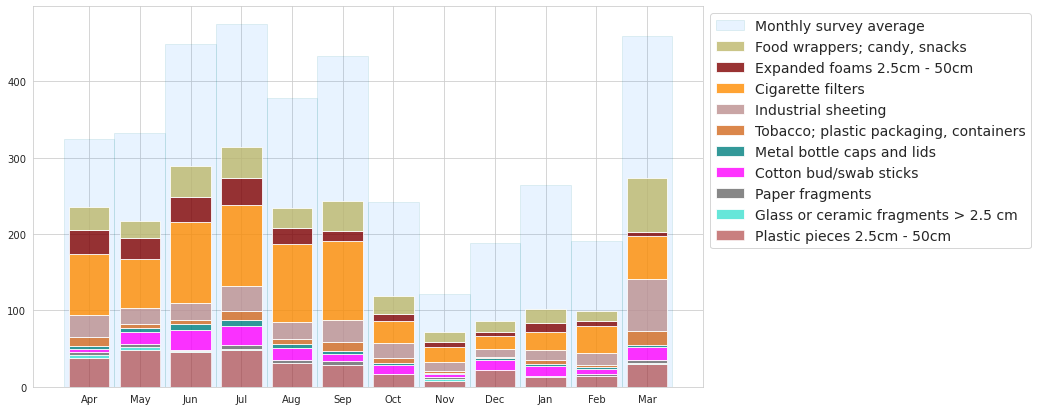 400
300
200
100
0
Apr May Jun Jul Aug Sep Oct Nov Dec Jan Feb Mar
Monthly survey average
Food wrappers; candy, snacks
Expanded foams 2.5cm - 50cm
Cigarette filters
Industrial sheeting
Tobacco; plastic packaging, containers
Metal bottle caps and lids
Cotton bud/swab sticks
Paper fragments
Glass or ceramic fragments > 2.5 cm
Plastic pieces 2.5cm - 50cm